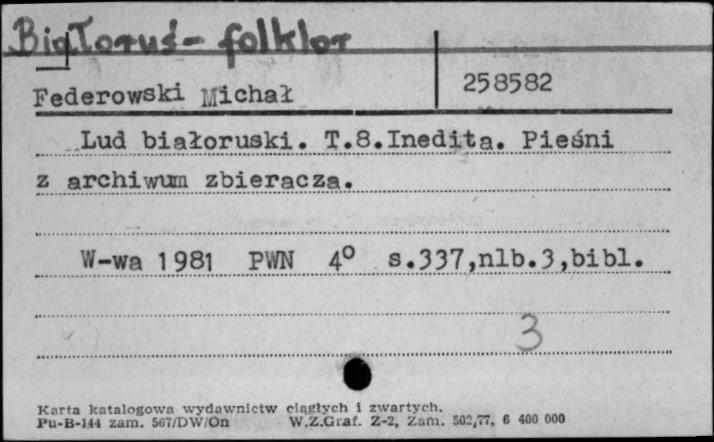 Białoruś - folklor
Federowski Michał
258582
Lud białoruski. T.8.Inedita. Pieśni
z archiwum zbieracza.
W-wa 1981 PWN 4° s.337,nlb.3,bibl.
3
Karta katalogowa wydawnictw ciągłych i zwartych.
Pu-B-144 zam. 567/DW/On W.Z.Graf. Z-2, Zam. 502,77, 6 400 000